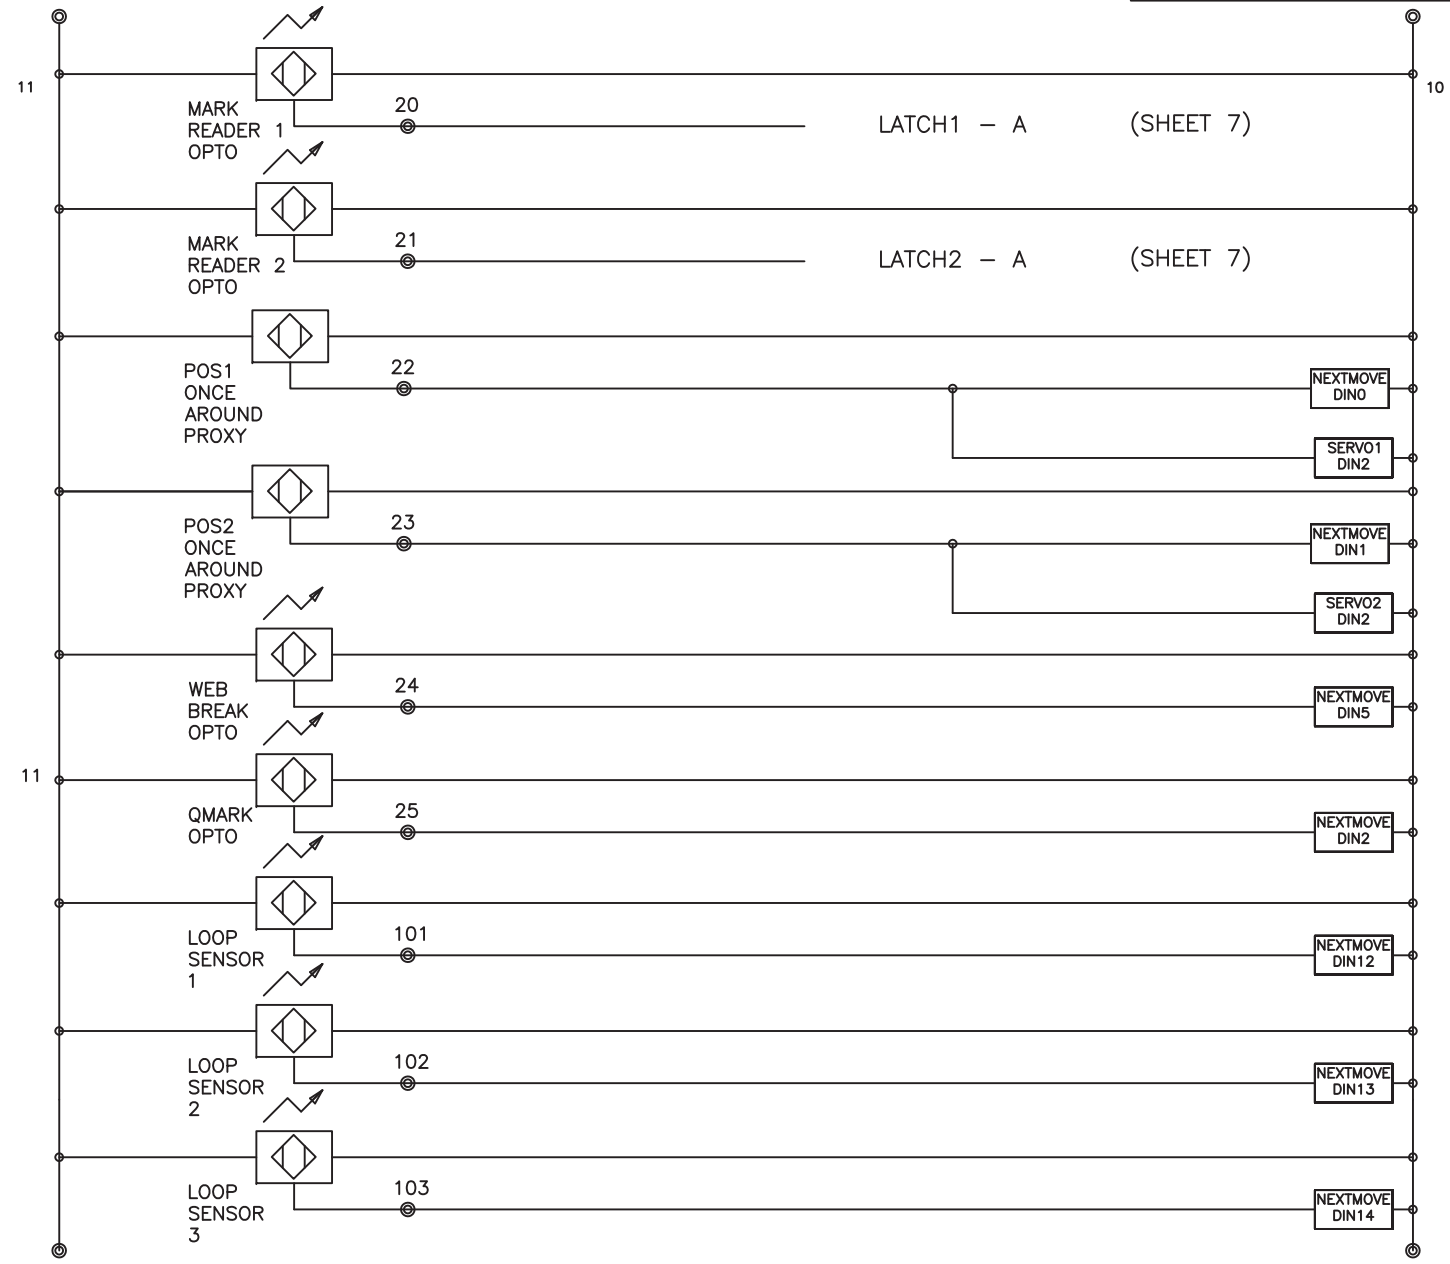 11
10
MARK
READER 1
OPTO
20
LATCH1 - A (SHEET 7)
MARK
READER 2
OPTO
21
LATCH2 - A (SHEET 7)
POS1
ONCE
AROUND
PROXY
22
NEXTMOVE
DIN0
SERVO1
DIN2
POS2
ONCE
AROUND
PROXY
23
NEXTMOVE
DIN1
SERVO2
DIN2
WEB
BREAK
OPTO
24
NEXTMOVE
DIN5
11
QMARK
OPTO
25
NEXTMOVE
DIN2
LOOP
SENSOR
1
101
NEXTMOVE
DIN12
LOOP
SENSOR
2
102
NEXTMOVE
DIN13
LOOP
SENSOR
3
103
NEXTMOVE
DIN14